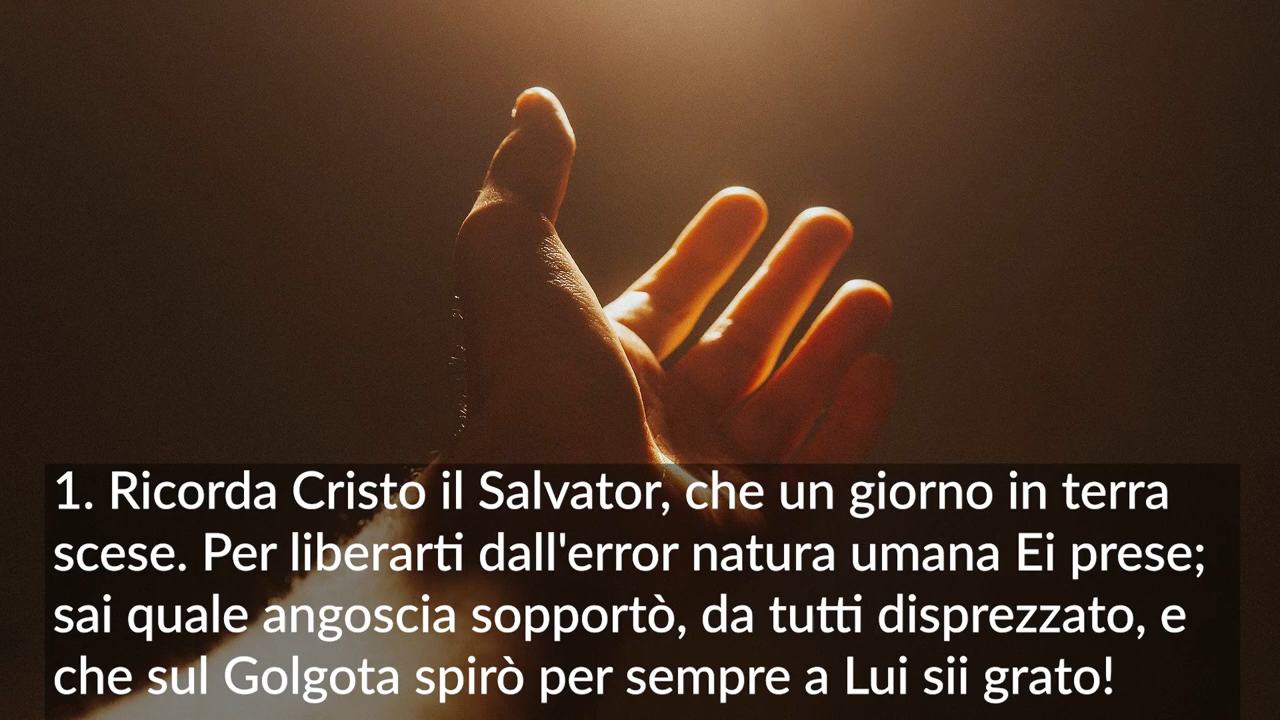 1. Ricorda Cristo il Salvator, che un giorno in terra
scese. Per liberarti dall'error natura umana Ei prese;
sai quale angoscia sopportò, da tutti disprezzato, e
che sul Golgota spirò per sempre a Lui sii grato!